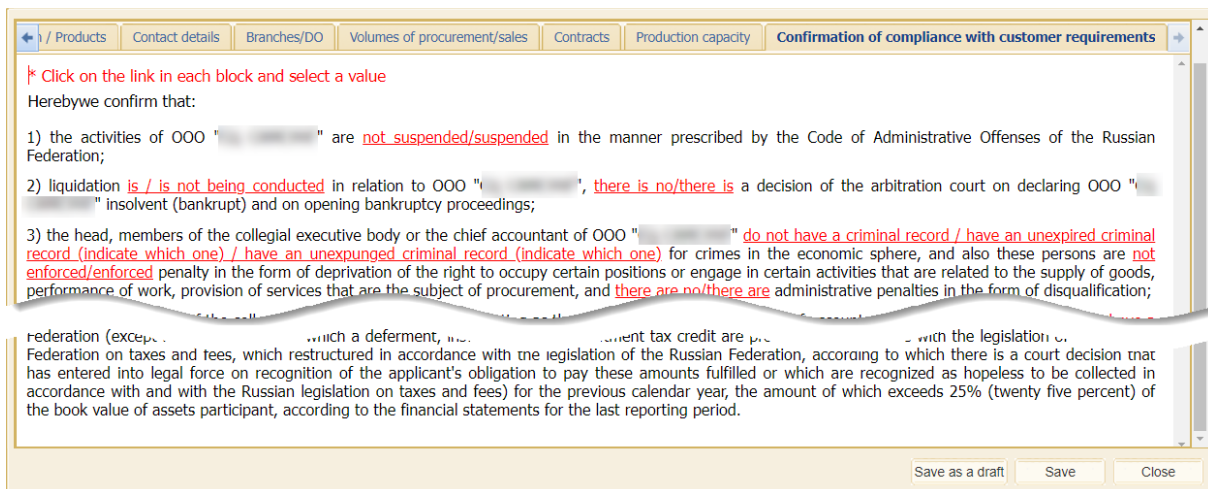 / Products Contact details Branches/DO Volumes of procurement/sales Contracts Production capacity Confirmation of compliance with customer requirements
* Click on the link in each block and select a value
Herebywe confirm that:
1) the activities of OOO " " are not suspended/suspended in the manner prescribed by the Code of Administrative Offenses of the Russian
Federation;
2) liquidation is / is not being conducted in relation to OOO " ", there is no/there is a decision of the arbitration court on declaring OOO "
" insolvent (bankrupt) and on opening bankruptcy proceedings;
3) the head, members of the collegial executive body or the chief accountant of OOO " " do not have a criminal record / have an unexpired criminal
record (indicate which one) / have an unexpunged criminal record (indicate which one) for crimes in the economic sphere, and also these persons are not
enforced/enforced penalty in the form of deprivation of the right to occupy certain positions or engage in certain activities that are related to the supply of goods,
performance of work, provision of services that are the subject of procurement, and there are no/there are administrative penalties in the form of disqualification;
Federation (except which a deferment, tax credit are with the legislation
Federation on taxes and fees, which restructured in accordance with the legislation of the Russian Federation, according to which there is a court decision that
has entered into legal force on recognition of the applicant's obligation to pay these amounts fulfilled or which are recognized as hopeless to be collected in
accordance with and with the Russian legislation on taxes and fees) for the previous calendar year, the amount of which exceeds 25% (twenty five percent) of
the book value of assets participant, according to the financial statements for the last reporting period.
Save as a draft Save Close